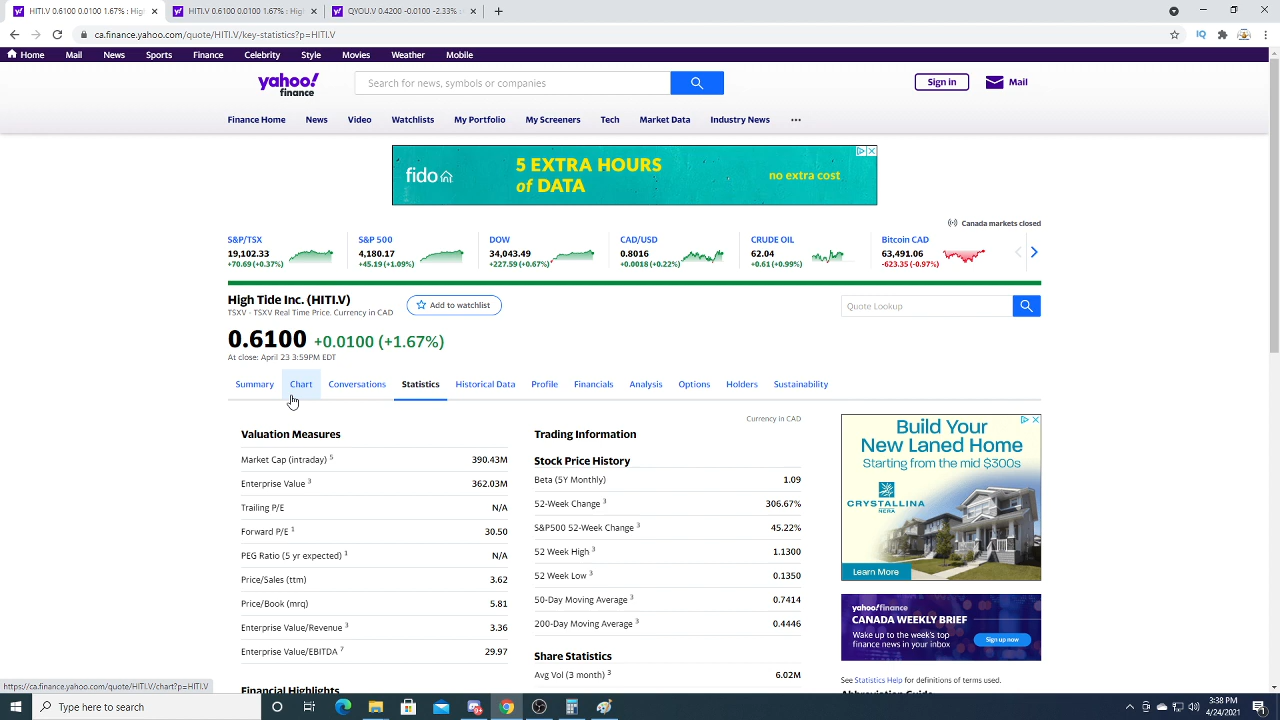 HITI.V 0.6100 0.0100 1.67% : Hig
HITI.V 0.6100 0.0100 1.67% : Hig
QYOU.V 0.2100 -0.0100 -2.33% :
ca.finance.yahoo.com/quote/HITI.V/key-statistics?p=HITI.V
IQ
Home Mail News Sports Finance Celebrity Style Movies Weather Mobile
yahoo!
finance
Search for news, symbols or companies
Sign in
Mail
Finance Home News Video Watchlists My Portfolio My Screeners Tech Market Data Industry News ...
fido
5 EXTRA HOURS
of DATA
no extra cost
Canada markets closed
S&P/TSX S&P 500 DOW CAD/USD CRUDE OIL Bitcoin CAD
19,102.33 4,180.17 34,043.49 0.8016 62.04 63,491.06
+70.69 (+0.37%) +45.19 (+1.09%) +227.59 (+0.67%) +0.0018 (+0.22%) +0.61 (+0.99%) -623.35 (-0.97%)
High Tide Inc. (HITI.V)
TSXV - TSXV Real Time Price. Currency in CAD
Add to watchlist
Quote Lookup
0.6100 +0.0100 (+1.67%)
At close: April 23 3:59PM EDT
Summary Chart Conversations Statistics Historical Data Profile Financials Analysis Options Holders Sustainability
Currency in CAD
Valuation Measures
Market Cap (intraday) 5 390.43M
Enterprise Value 3 362.03M
Trailing P/E N/A
Forward P/E 1 30.50
PEG Ratio (5 yr expected) 1 N/A
Price/Sales (ttm) 3.62
Price/Book (mrq) 5.81
Enterprise Value/Revenue 3 3.36
Enterprise Value/EBITDA 7 29.97
Financial Highlights
Trading Information
Stock Price History
Beta (5Y Monthly) 1.09
52-Week Change 3 306.67%
S&P500 52-Week Change 3 45.22%
52 Week High 3 1.1300
52 Week Low 3 0.1350
50-Day Moving Average 3 0.7414
200-Day Moving Average 3 0.4446
Share Statistics
Avg Vol (3 month) 3 6.02M
Build Your
New Laned Home
Starting from the mid $300s
CRYSTALLINA
NERA
Learn More
yahoo!finance
CANADA WEEKLY BRIEF
Wake up to the week's top
finance news in your inbox
Sign up now
See Statistics Help for definitions of terms used.
Abbreviation Guide
https://ca.finance.yahoo.com/quote/HITI.V/chart?p=HITI.V
Type here to search
3:38 PM
4/24/2021